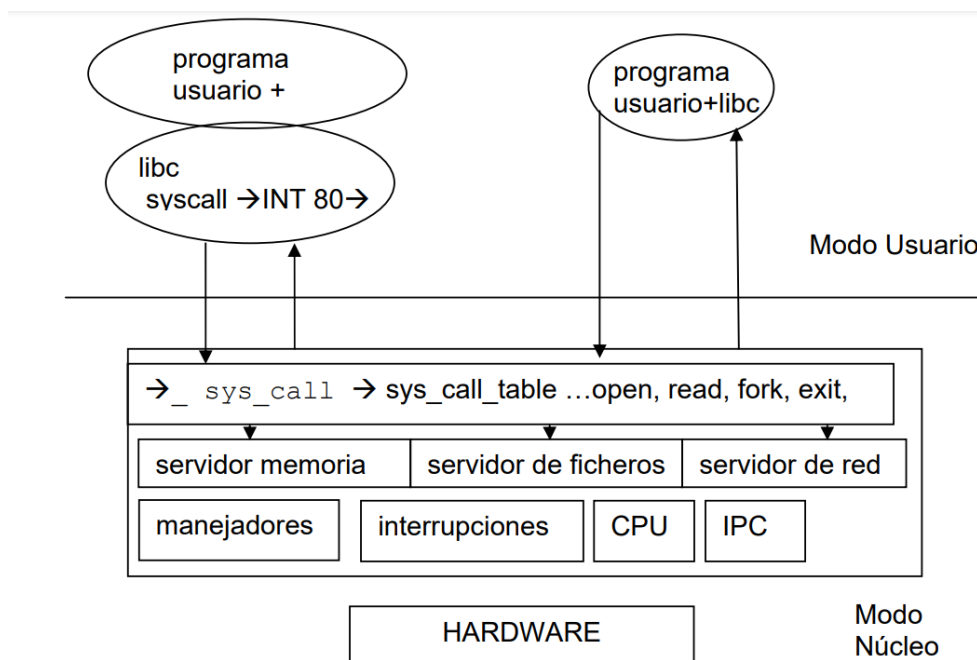 programa
usuario +
libc
syscall →INT 80→
programa
usuario+libc
Modo Usuario
→_ sys_call → sys_call_table …open, read, fork, exit,
servidor memoria
servidor de ficheros
servidor de red
manejadores
interrupciones
CPU
IPC
HARDWARE
Modo
Núcleo